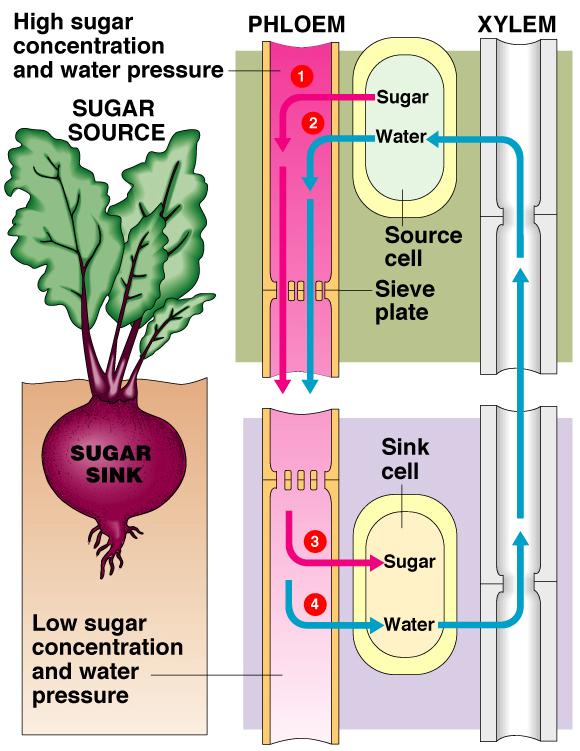 High sugar
concentration
and water pressure
PHLOEM
XYLEM
SUGAR
SOURCE
1
Sugar
2
Water
Source
cell
Sieve
plate
SUGAR
SINK
Sink
cell
3
Sugar
4
Water
Low sugar
concentration
and water
pressure